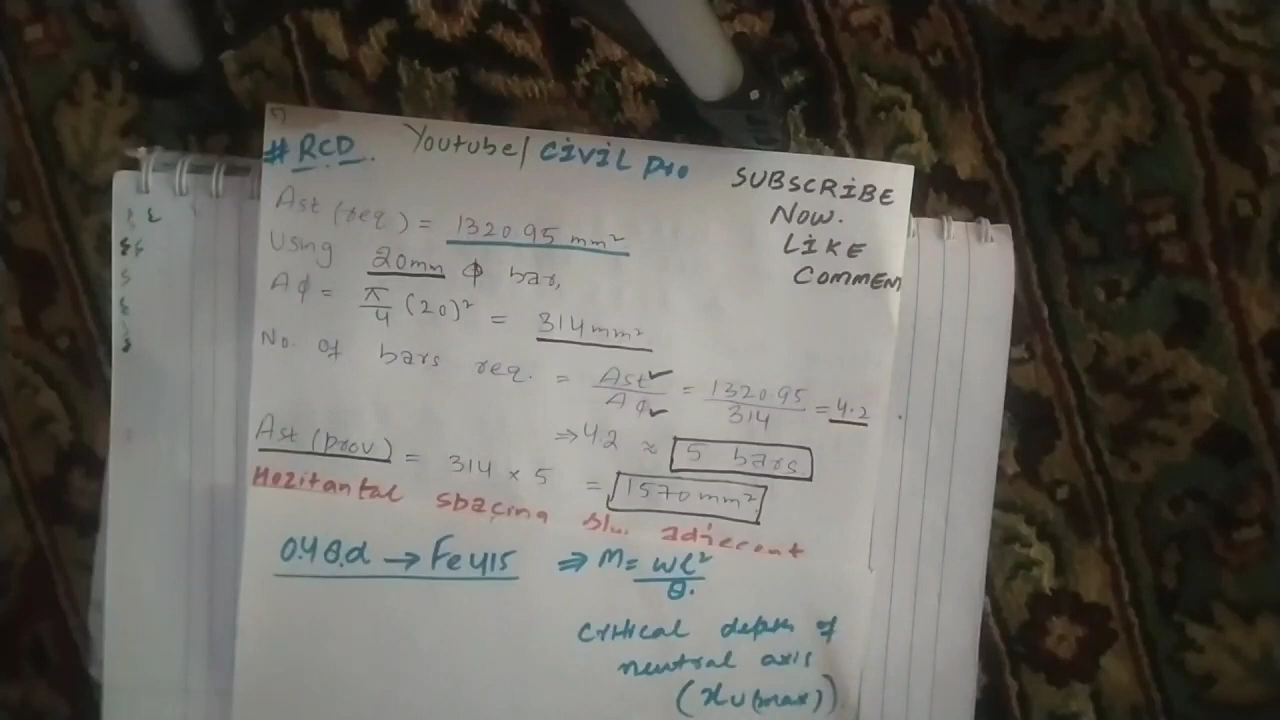 # RCD. Youtube/ CiViL Pro
SUBSCRiBE
NOW.
LiKE
COMMEN
Ast (req) = 1320.95 mm²
Using 20mm ϕ bar,
Aϕ = π/4 (20)² = 314 mm²
No. of bars req. = Ast✓/Aϕ✓ = 1320.95/314 = 4.2
⇒ 4.2 ≈ 5 bars
Ast (prov) = 314 × 5 = 1570 mm²
Hozitantal spacing b/w adjecent
0.48.d → Fe415 ⇒ M = wl²/8.
critical depth of
neutral axis
(xu(max))